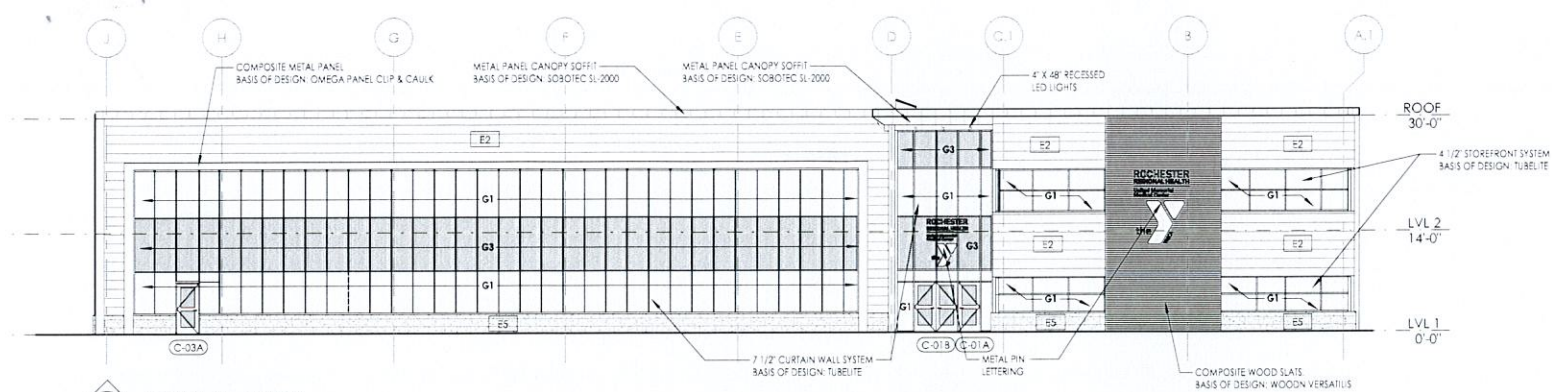 J H G F E D C.1 B A.1
COMPOSITE METAL PANEL
BASIS OF DESIGN: OMEGA PANEL CLIP & CAULK
METAL PANEL CANOPY SOFFIT
BASIS OF DESIGN: SOBOTEC SL-2000
METAL PANEL CANOPY SOFFIT
BASIS OF DESIGN: SOBOTEC SL-2000
4" X 48" RECESSED
LED LIGHTS
ROOF
30'-0"
E2
G3
E2
E2
4 1/2" STOREFRONT SYSTEM
BASIS OF DESIGN: TUBELITE
G1
G1
G1
ROCHESTER
REGIONAL HEALTH
G1
the Y
ROCHESTER
REGIONAL HEALTH
the Y
G3
G3
E2
E2
LVL 2
14'-0"
G1
G1
G1
G1
E5
E5
E5
LVL 1
0'-0"
C-03A
C-01B
C-01A
7 1/2" CURTAIN WALL SYSTEM
BASIS OF DESIGN: TUBELITE
METAL PIN
LETTERING
COMPOSITE WOOD SLATS.
BASIS OF DESIGN: WOODN VERSATILIS